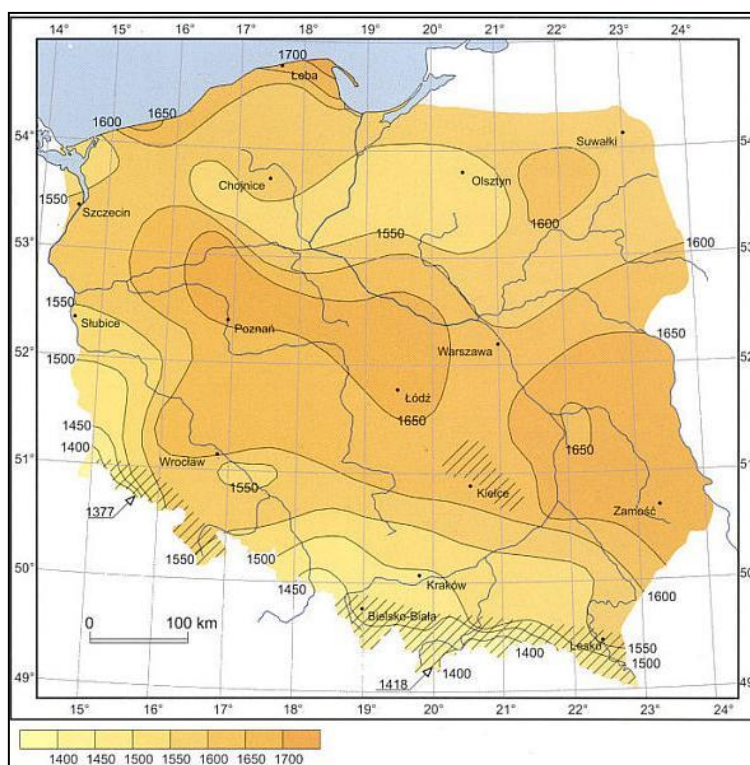 14° 15° 16° 17° 18° 19° 20° 21° 22° 23° 24°
1700
Łeba
1650
1600
54° 54°
Suwałki
Chojnice
Olsztyn
1550
Szczecin
1600
1550
1600
53° 53°
1550
Słubice
1650
Poznań
Warszawa
52° 52°
1500
Łódź
1650
1450
1650
51° 51°
1400
Wrocław
1550
Kielce
Zamość
1377
1550
1500
50° 50°
Kraków
1450
1600
0 100 km
Bielsko-Biała
Lesko
1550
1400
1500
49° 49°
1400
1418
15° 16° 17° 18° 19° 20° 21° 22° 23° 24°
1400 1450 1500 1550 1600 1650 1700